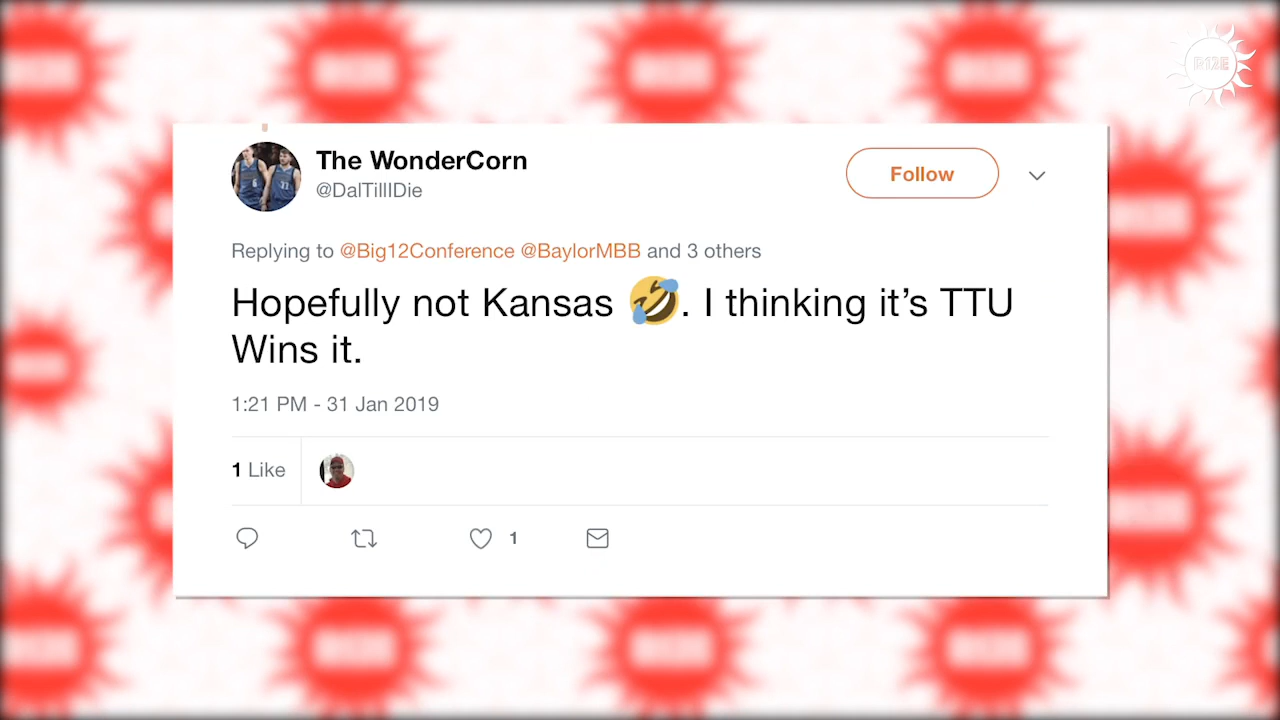 The WonderCorn
@DalTillIDie
Follow
Replying to @Big12Conference @BaylorMBB and 3 others
Hopefully not Kansas 🤣. I thinking it’s TTU
Wins it.
1:21 PM - 31 Jan 2019
1 Like
1